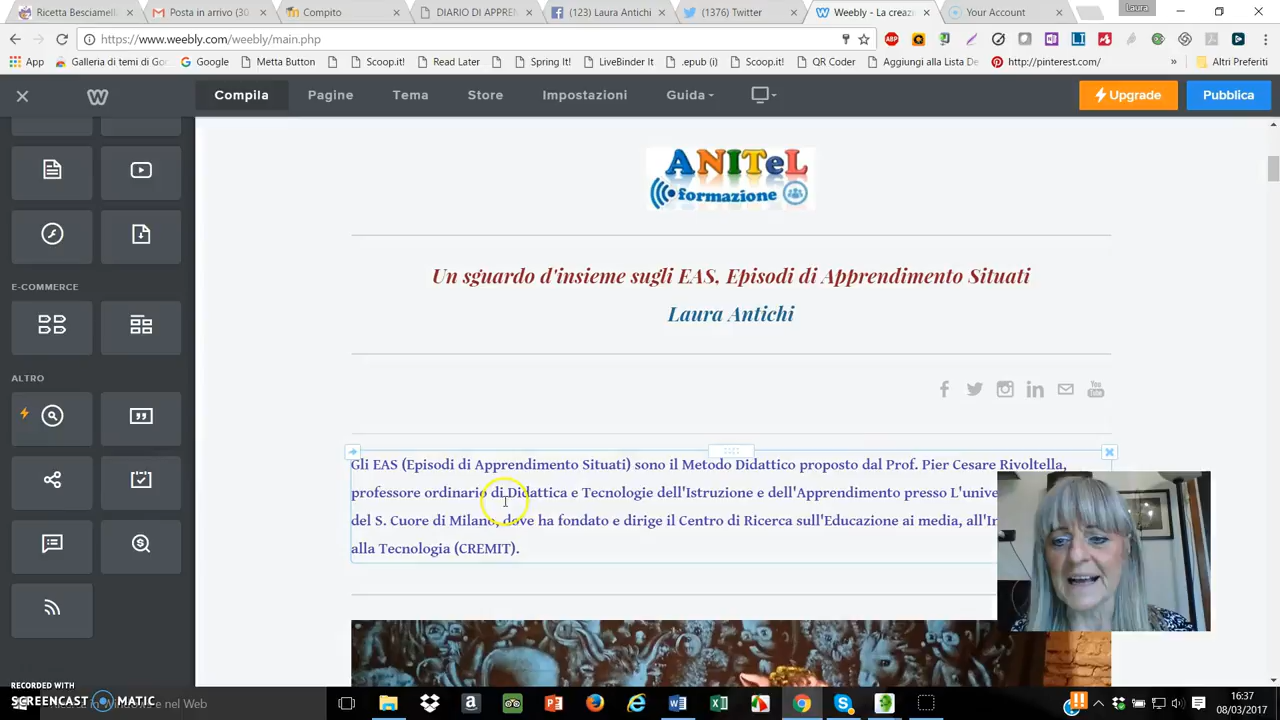 Ricetta Besciamella
Posta in arrivo (30
Compito
DIARIO DI APPREN
(123) Laura Antichi
(1376) Twitter
Weebly - La creaz
Your Account
Laura
https://www.weebly.com/weebly/main.php
App
Galleria di temi di Go
Google
Metta Button
Scoop.it!
Read Later
Spring It!
LiveBinder It
.epub (i)
Scoop.it!
QR Coder
Aggiungi alla Lista De
http://pinterest.com/
»
Altri Preferiti
Compila
Pagine
Tema
Store
Impostazioni
Guida
Upgrade
Pubblica
ANITeL
formazione
E-COMMERCE
ALTRO
Un sguardo d'insieme sugli EAS, Episodi di Apprendimento Situati
Laura Antichi
You
Tube
Gli EAS (Episodi di Apprendimento Situati) sono il Metodo Didattico proposto dal Prof. Pier Cesare Rivoltella,
professore ordinario di Didattica e Tecnologie dell'Istruzione e dell'Apprendimento presso L'unive
del S. Cuore di Milano, dove ha fondato e dirige il Centro di Ricerca sull'Educazione ai media, all'In
alla Tecnologia (CREMIT).
RECORDED WITH
SCREENCAST MATIC
nel Web
16:37
08/03/2017